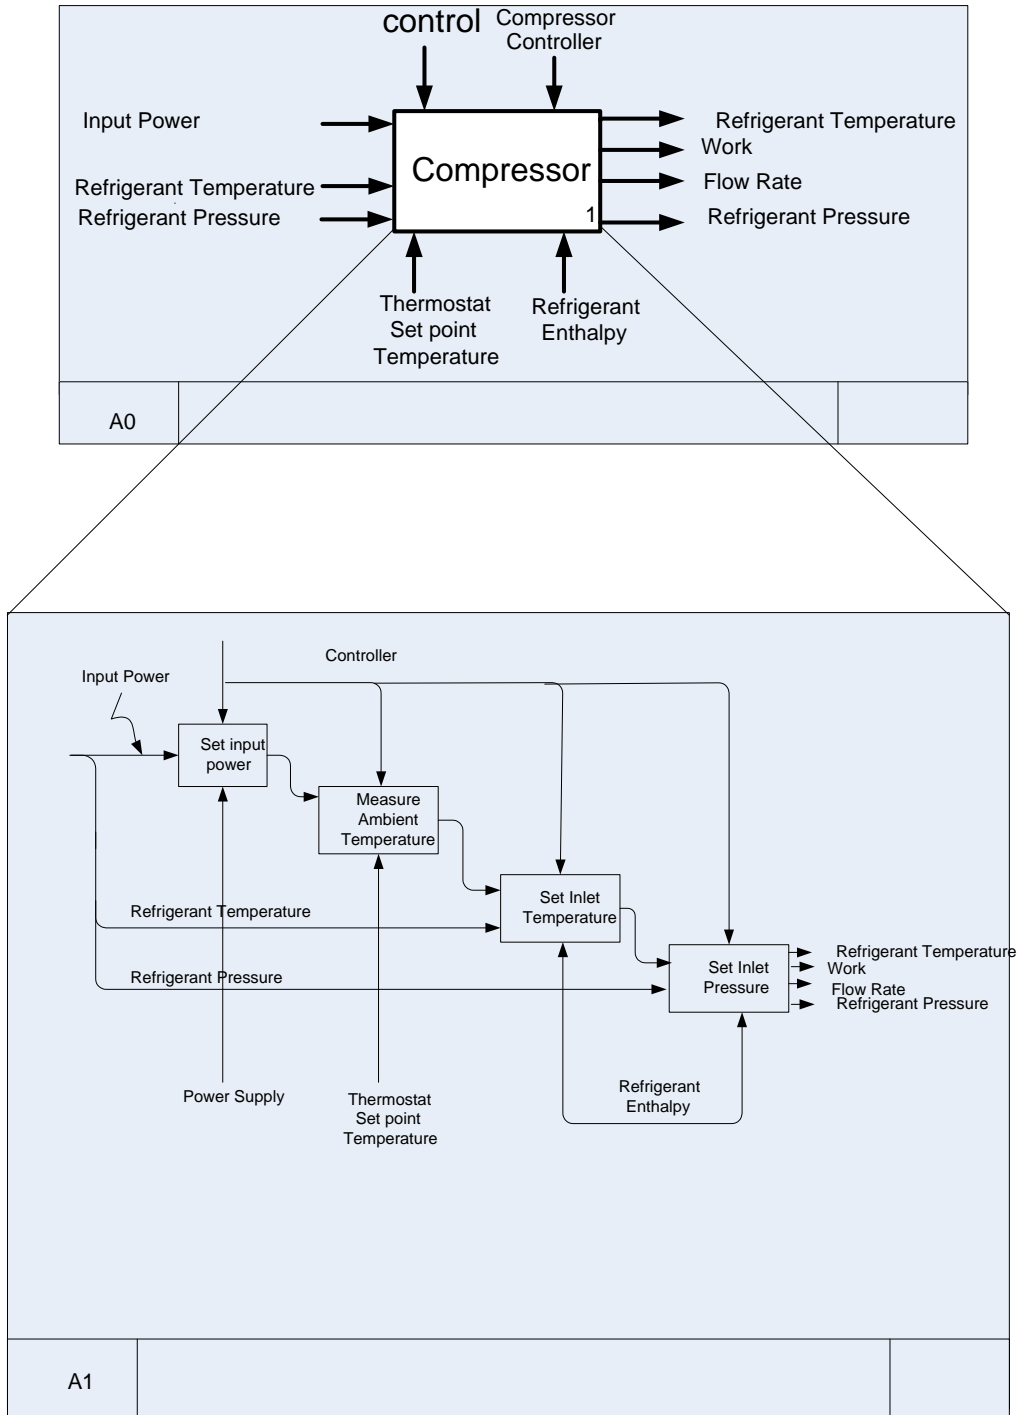 control
Compressor
Controller
Input Power
Refrigerant Temperature
Refrigerant Pressure
Compressor
1
Refrigerant Temperature
Work
Flow Rate
Refrigerant Pressure
Thermostat
Set point
Temperature
Refrigerant
Enthalpy
A0
Controller
Input Power
Set input
power
Measure
Ambient
Temperature
Set Inlet
Temperature
Refrigerant Temperature
Set Inlet
Pressure
Refrigerant Pressure
Refrigerant Temperature
Work
Flow Rate
Refrigerant Pressure
Power Supply
Thermostat
Set point
Temperature
Refrigerant
Enthalpy
A1